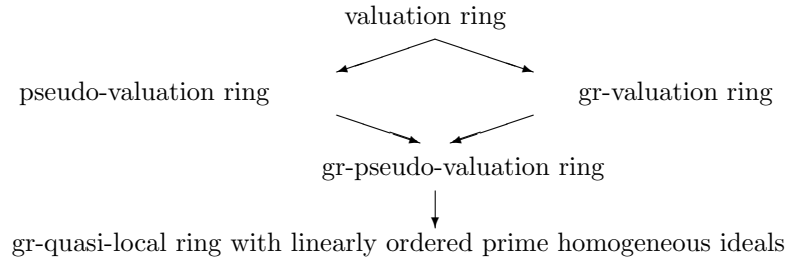 valuation ring
pseudo-valuation ring gr-valuation ring
gr-pseudo-valuation ring
gr-quasi-local ring with linearly ordered prime homogeneous ideals